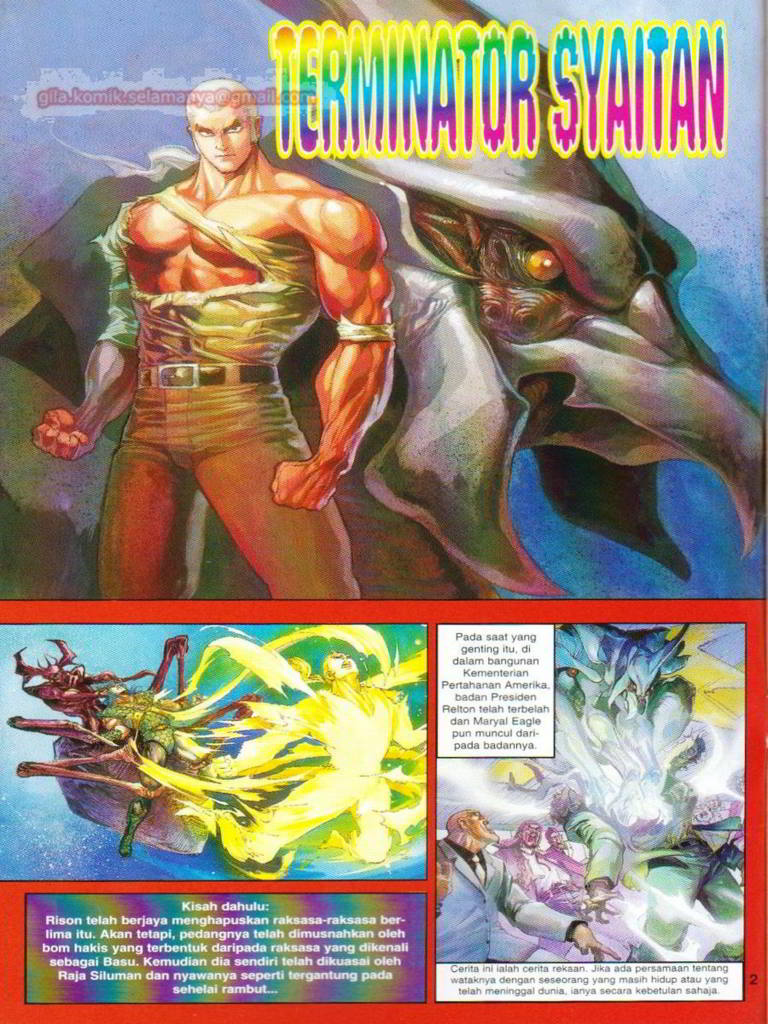 TERMINATOR SYAITAN
gila.komik.selamanya@gmail.com
Pada saat yang
genting itu, di
dalam bangunan
Kementerian
Pertahanan Amerika,
badan Presiden
Relton telah terbelah
dan Maryal Eagle
pun muncul dari-
pada badannya.
Kisah dahulu:
Rison telah berjaya menghapuskan raksasa-raksasa ber-
lima itu. Akan tetapi, pedangnya telah dimusnahkan oleh
bom hakis yang terbentuk daripada raksasa yang dikenali
sebagai Basu. Kemudian dia sendiri telah dikuasai oleh
Raja Siluman dan nyawanya seperti tergantung pada
sehelai rambut...
Cerita ini ialah cerita rekaan. Jika ada persamaan tentang
wataknya dengan seseorang yang masih hidup atau yang
telah meninggal dunia, ianya secara kebetulan sahaja.
2